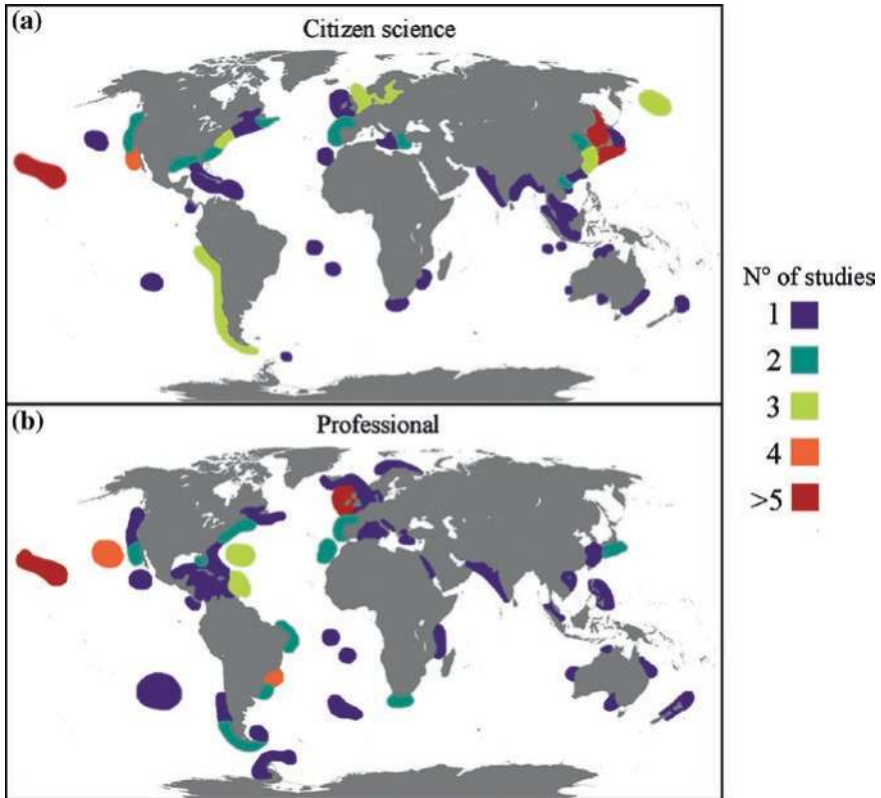 (a)
Citizen science
(b)
Professional
N° of studies
1
2
3
4
>5